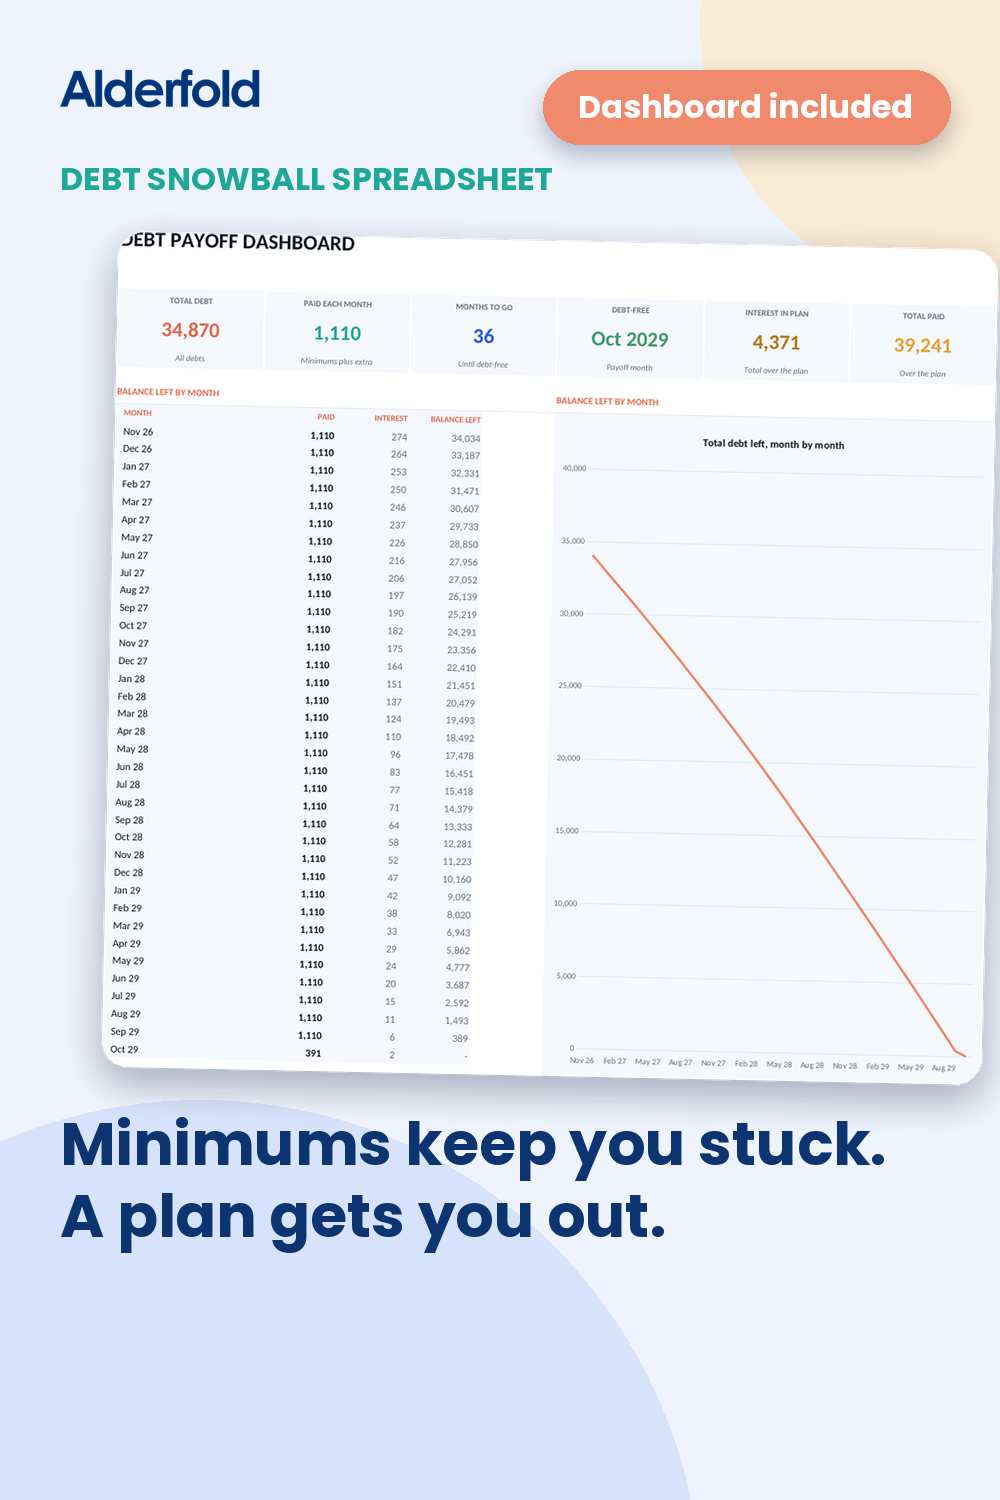 Alderfold
Dashboard included
DEBT SNOWBALL SPREADSHEET
DEBT PAYOFF DASHBOARD
TOTAL DEBT
34,870
All debts
PAID EACH MONTH
1,110
Minimums plus extra
MONTHS TO GO
36
Until debt-free
DEBT-FREE
Oct 2029
Payoff month
INTEREST IN PLAN
4,371
Total over the plan
TOTAL PAID
39,241
Over the plan
BALANCE LEFT BY MONTH
MONTH PAID INTEREST BALANCE LEFT
Nov 26 1,110 274 34,034
Dec 26 1,110 264 33,187
Jan 27 1,110 253 32,331
Feb 27 1,110 250 31,471
Mar 27 1,110 246 30,607
Apr 27 1,110 237 29,733
May 27 1,110 226 28,850
Jun 27 1,110 216 27,956
Jul 27 1,110 206 27,052
Aug 27 1,110 197 26,139
Sep 27 1,110 190 25,219
Oct 27 1,110 182 24,291
Nov 27 1,110 175 23,356
Dec 27 1,110 164 22,410
Jan 28 1,110 151 21,451
Feb 28 1,110 137 20,479
Mar 28 1,110 124 19,493
Apr 28 1,110 110 18,492
May 28 1,110 96 17,478
Jun 28 1,110 83 16,451
Jul 28 1,110 77 15,418
Aug 28 1,110 71 14,379
Sep 28 1,110 64 13,333
Oct 28 1,110 58 12,281
Nov 28 1,110 52 11,223
Dec 28 1,110 47 10,160
Jan 29 1,110 42 9,092
Feb 29 1,110 38 8,020
Mar 29 1,110 33 6,943
Apr 29 1,110 29 5,862
May 29 1,110 24 4,777
Jun 29 1,110 20 3,687
Jul 29 1,110 15 2,592
Aug 29 1,110 11 1,493
Sep 29 1,110 6 389
Oct 29 391 2 -
BALANCE LEFT BY MONTH
Total debt left, month by month
40,000
35,000
30,000
25,000
20,000
15,000
10,000
5,000
0
Nov 26 Feb 27 May 27 Aug 27 Nov 27 Feb 28 May 28 Aug 28 Nov 28 Feb 29 May 29 Aug 29
Minimums keep you stuck.
A plan gets you out.